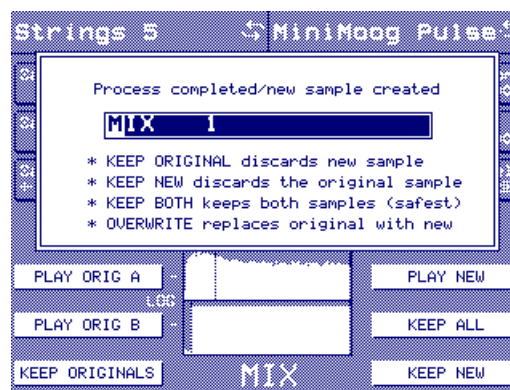 Strings 5 MiniMoog Pulse
Process completed/new sample created
MIX 1
* KEEP ORIGINAL discards new sample
* KEEP NEW discards the original sample
* KEEP BOTH keeps both samples (safest)
* OVERWRITE replaces original with new
PLAY ORIG A PLAY NEW
LOG
PLAY ORIG B KEEP ALL
KEEP ORIGINALS MIX KEEP NEW